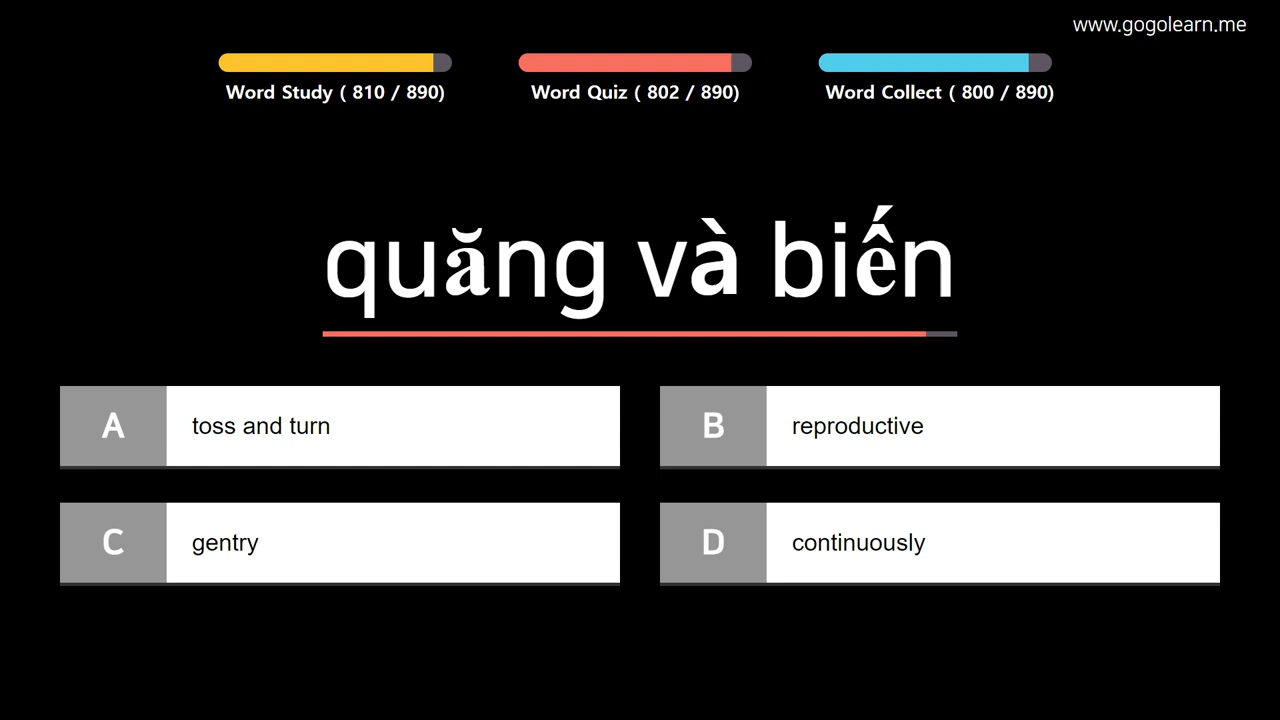 www.gogolearn.me
Word Study ( 810 / 890)
Word Quiz ( 802 / 890)
Word Collect ( 800 / 890)
quăng và biến
A toss and turn
B reproductive
C gentry
D continuously